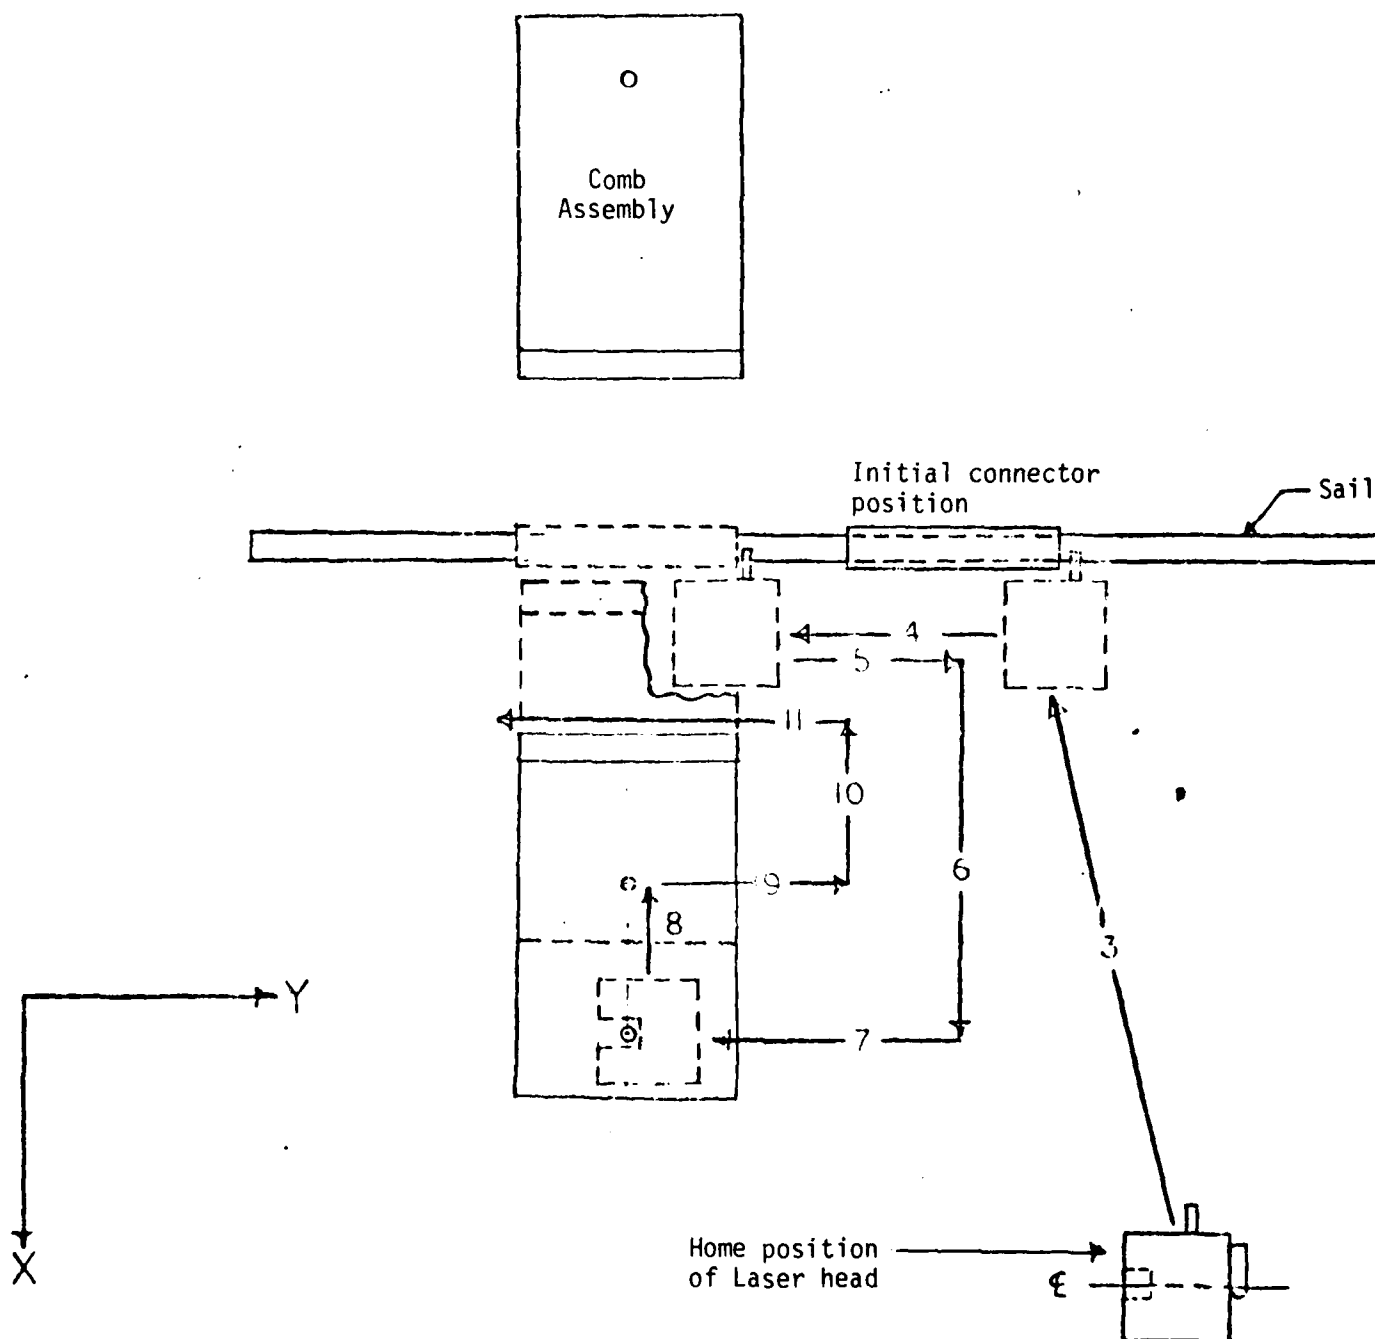 Comb
Assembly
Initial connector
position
Sail
4
5
11
10
9
6
8
3
Y
7
X
Home position
of Laser head
℄